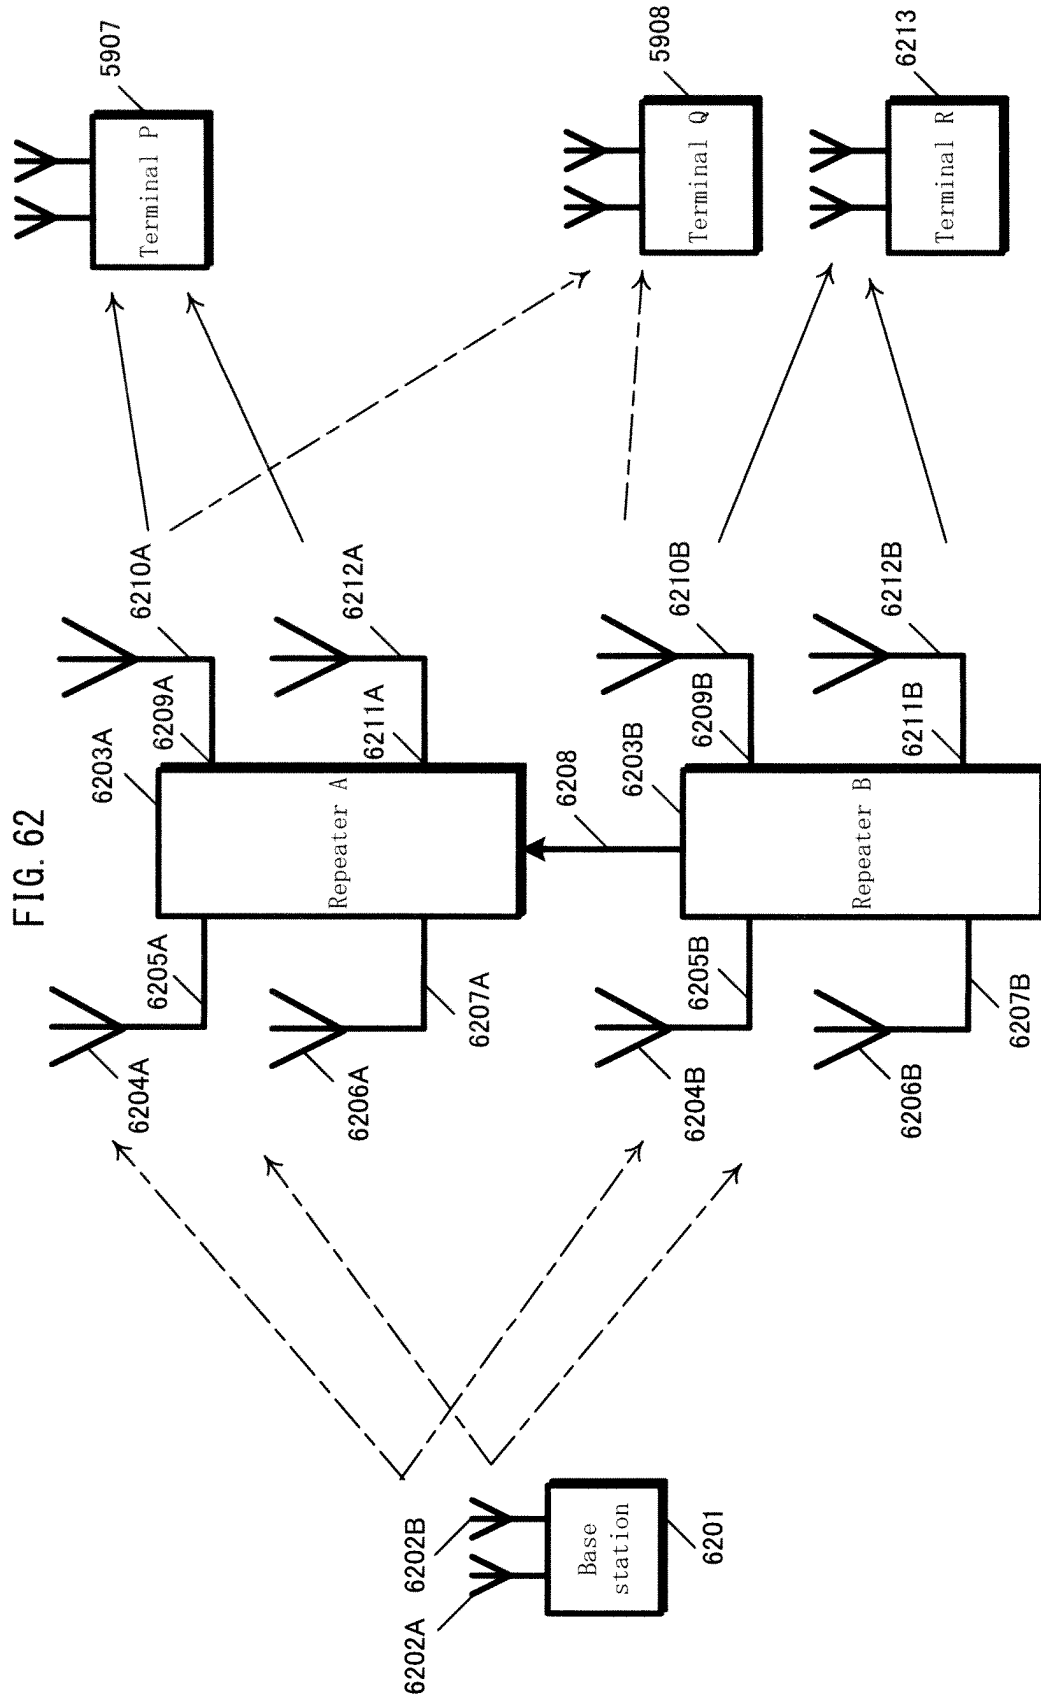 FIG. 62
6202A
6202B
Base
station
6201
6204A
6205A
6203A
6209A
6210A
Repeater A
6206A
6207A
6211A
6212A
6208
6204B
6205B
6203B
6209B
6210B
Repeater B
6206B
6207B
6211B
6212B
Terminal P
5907
Terminal Q
5908
Terminal R
6213